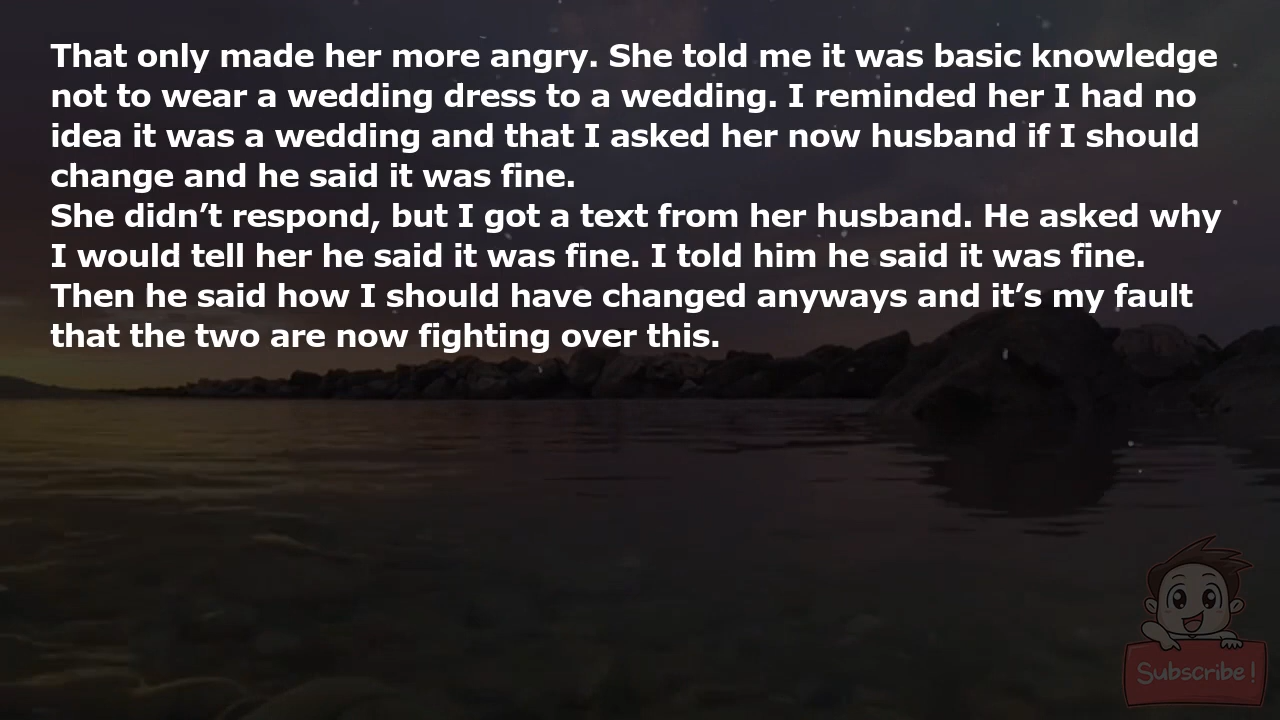 That only made her more angry. She told me it was basic knowledge
not to wear a wedding dress to a wedding. I reminded her I had no
idea it was a wedding and that I asked her now husband if I should
change and he said it was fine.
She didn’t respond, but I got a text from her husband. He asked why
I would tell her he said it was fine. I told him he said it was fine.
Then he said how I should have changed anyways and it’s my fault
that the two are now fighting over this.
Subscribe!